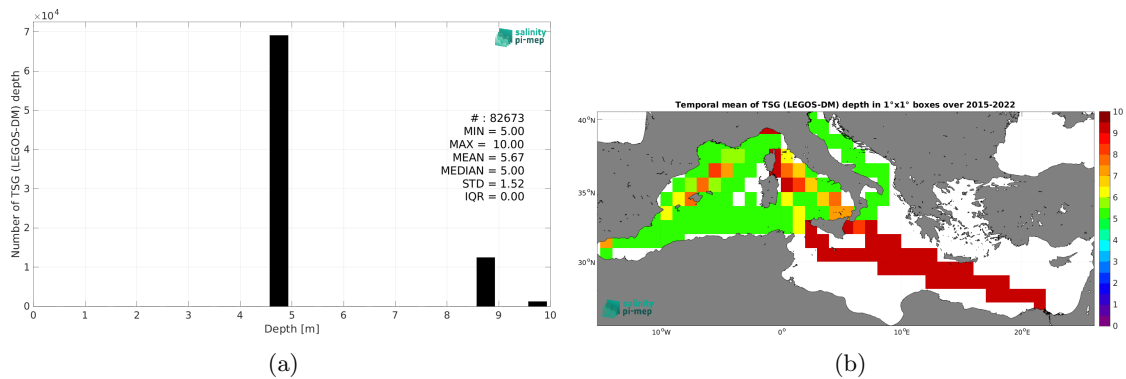 ×10⁴
7
6
5
4
3
2
1
0
Number of TSG (LEGOS-DM) depth
salinity
pi-mep
# : 82673
MIN = 5.00
MAX = 10.00
MEAN = 5.67
MEDIAN = 5.00
STD = 1.52
IQR = 0.00
0 1 2 3 4 5 6 7 8 9 10
Depth [m]
(a)
Temporal mean of TSG (LEGOS-DM) depth in 1°x1° boxes over 2015-2022
40°N
35°N
30°N
10°W 0° 10°E 20°E
salinity
pi-mep
10
9
8
7
6
5
4
3
2
1
0
(b)